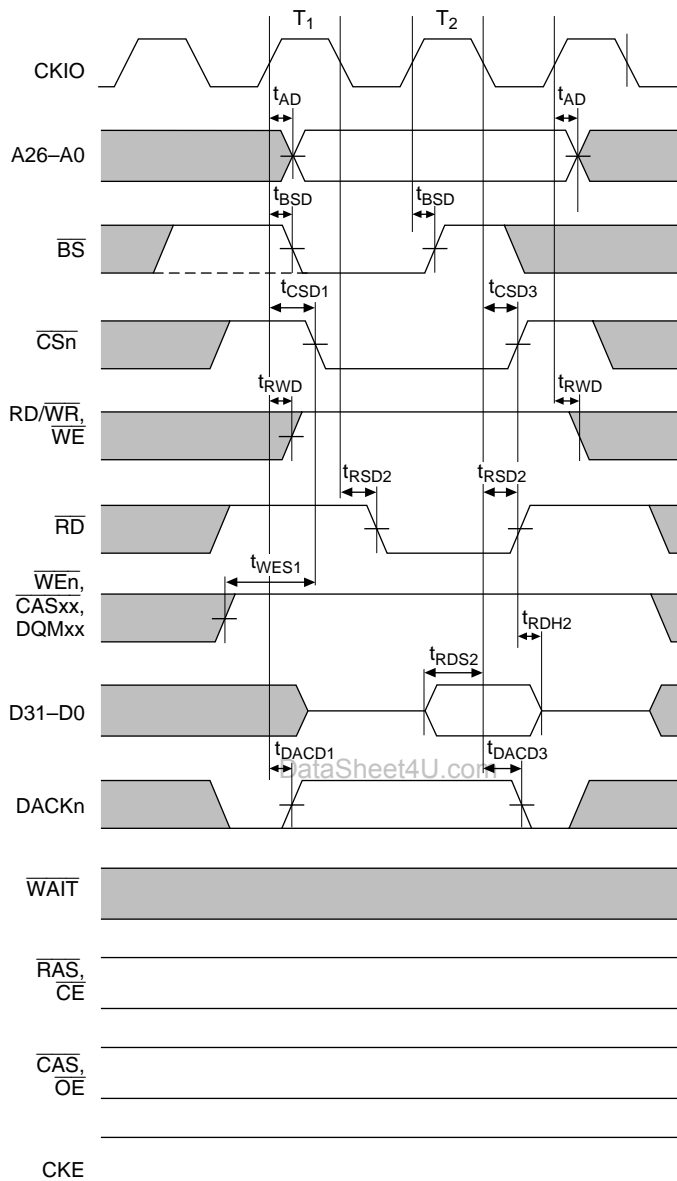 T1 T2
CKIO
tAD tAD
A26–A0
tBSD tBSD
BS
tCSD1 tCSD3
CSn
tRWD tRWD
RD/WR,
WE
tRSD2 tRSD2
RD
tWES1
WEn,
CASxx,
DQMxx
tRDH2
tRDS2
D31–D0
tDACD1 tDACD3
DataSheet4U.com
DACKn
WAIT
RAS,
CE
CAS,
OE
CKE